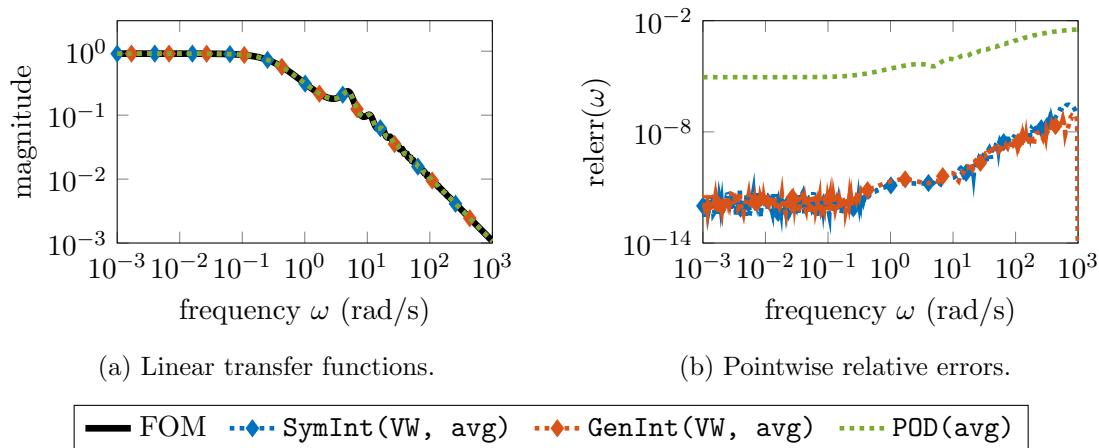 10^0
10^−1
10^−2
10^−3
magnitude
10^−3 10^−2 10^−1 10^0 10^1 10^2 10^3
frequency ω (rad/s)
(a) Linear transfer functions.
10^−2
10^−8
10^−14
relerr(ω)
10^−3 10^−2 10^−1 10^0 10^1 10^2 10^3
frequency ω (rad/s)
(b) Pointwise relative errors.
FOM SymInt(VW, avg) GenInt(VW, avg) POD(avg)